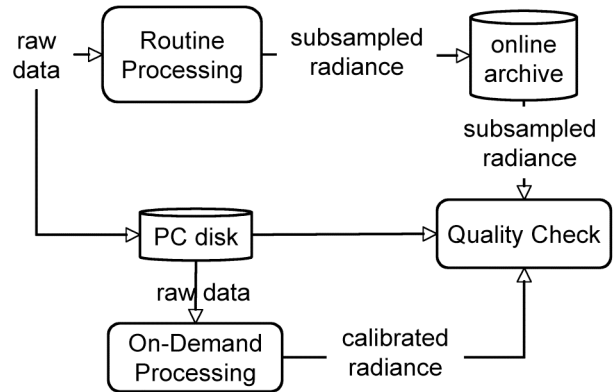 raw
data
Routine
Processing
subsampled
radiance
online
archive
subsampled
radiance
PC disk
Quality Check
raw data
On-Demand
Processing
calibrated
radiance